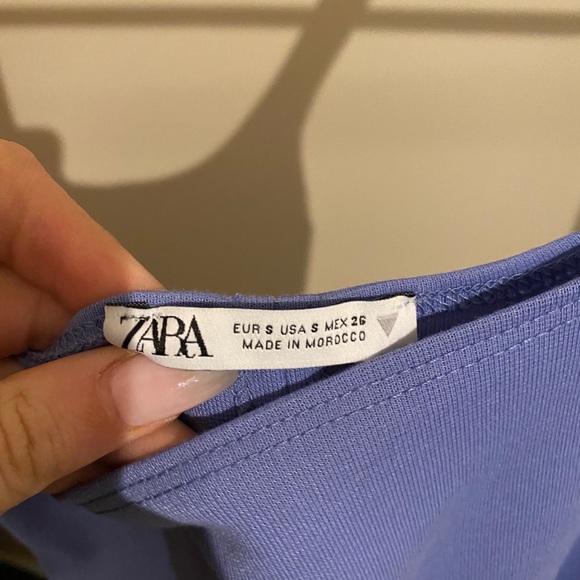 ZARA
EUR S USA S MEX 26
MADE IN MOROCCO